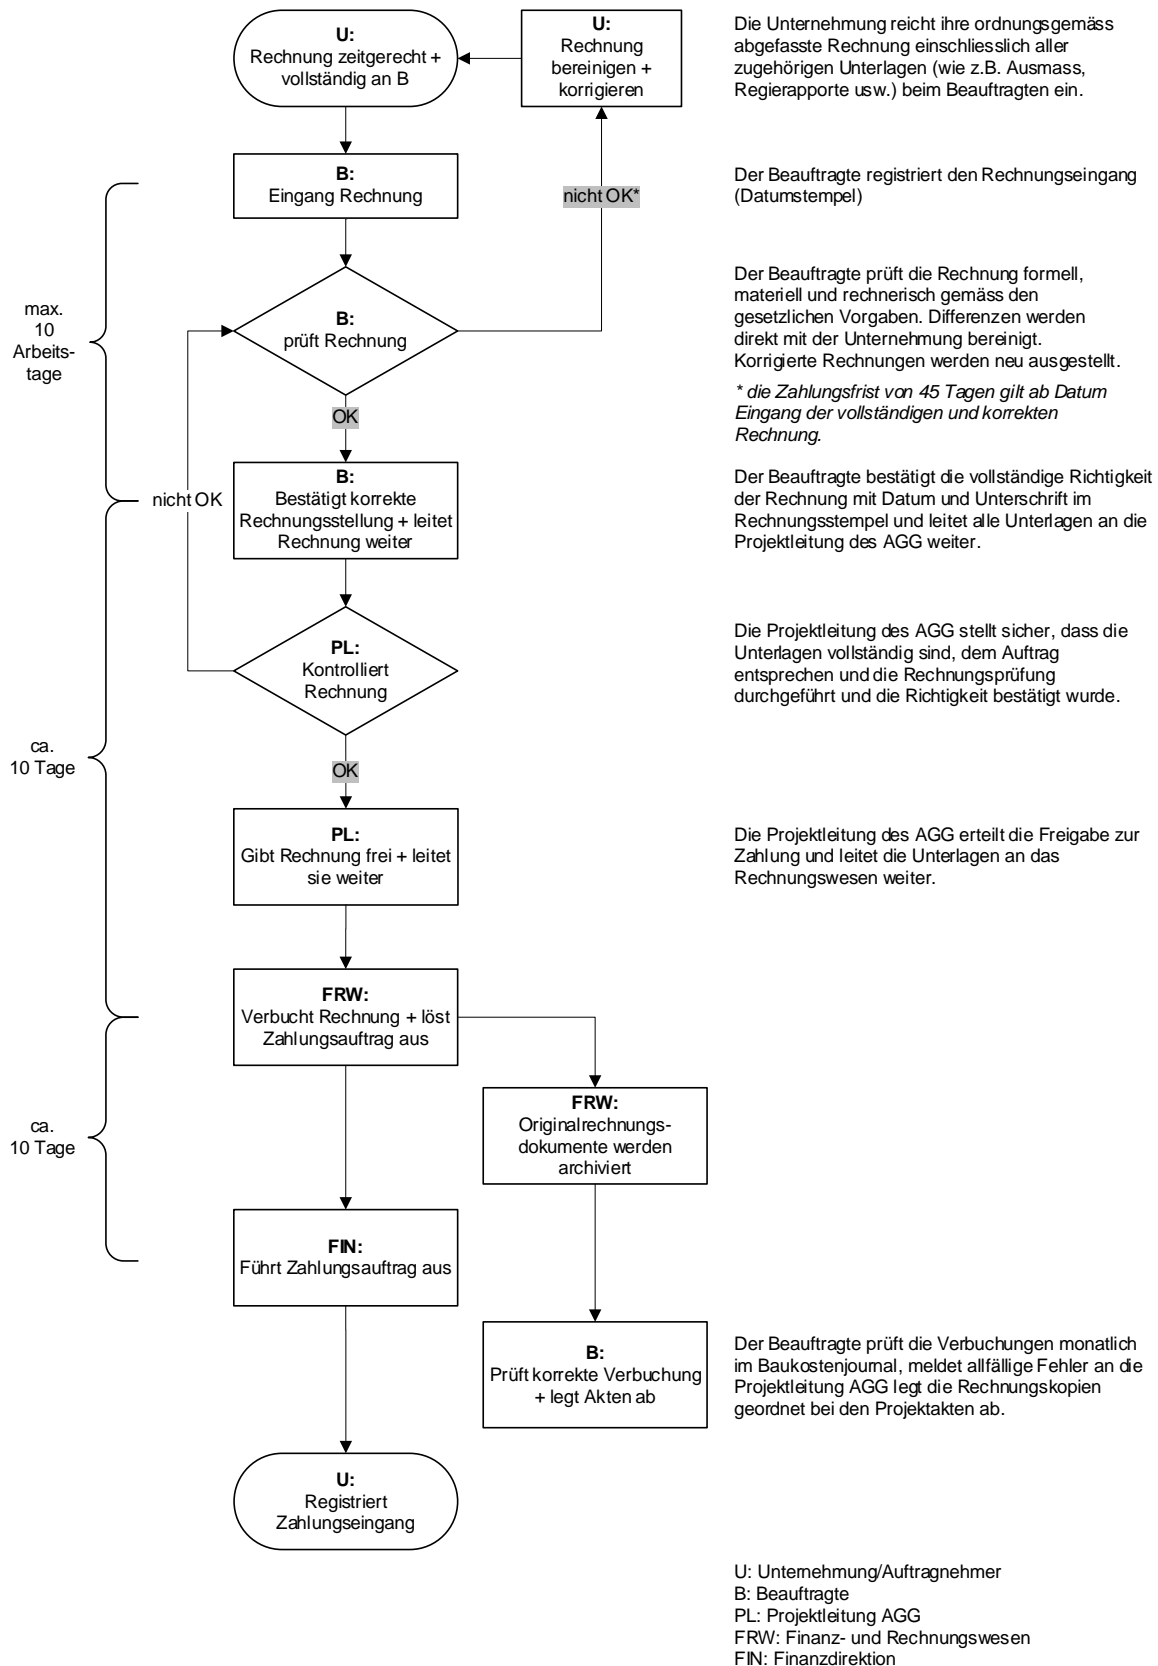 U:
Rechnung zeitgerecht +
vollständig an B
U:
Rechnung
bereinigen +
korrigieren
Die Unternehmung reicht ihre ordnungsgemäss
abgefasste Rechnung einschliesslich aller
zugehörigen Unterlagen (wie z.B. Ausmass,
Regierapporte usw.) beim Beauftragten ein.
B:
Eingang Rechnung
nicht OK*
Der Beauftragte registriert den Rechnungseingang
(Datumstempel)
max.
10
Arbeits-
tage
B:
prüft Rechnung
Der Beauftragte prüft die Rechnung formell,
materiell und rechnerisch gemäss den
gesetzlichen Vorgaben. Differenzen werden
direkt mit der Unternehmung bereinigt.
Korrigierte Rechnungen werden neu ausgestellt.
* die Zahlungsfrist von 45 Tagen gilt ab Datum
Eingang der vollständigen und korrekten
Rechnung.
OK
nicht OK
B:
Bestätigt korrekte
Rechnungsstellung + leitet
Rechnung weiter
Der Beauftragte bestätigt die vollständige Richtigkeit
der Rechnung mit Datum und Unterschrift im
Rechnungsstempel und leitet alle Unterlagen an die
Projektleitung des AGG weiter.
PL:
Kontrolliert
Rechnung
Die Projektleitung des AGG stellt sicher, dass die
Unterlagen vollständig sind, dem Auftrag
entsprechen und die Rechnungsprüfung
durchgeführt und die Richtigkeit bestätigt wurde.
ca.
10 Tage
OK
PL:
Gibt Rechnung frei + leitet
sie weiter
Die Projektleitung des AGG erteilt die Freigabe zur
Zahlung und leitet die Unterlagen an das
Rechnungswesen weiter.
FRW:
Verbucht Rechnung + löst
Zahlungsauftrag aus
ca.
10 Tage
FRW:
Originalrechnungs-
dokumente werden
archiviert
FIN:
Führt Zahlungsauftrag aus
B:
Prüft korrekte Verbuchung
+ legt Akten ab
Der Beauftragte prüft die Verbuchungen monatlich
im Baukostenjournal, meldet allfällige Fehler an die
Projektleitung AGG legt die Rechnungskopien
geordnet bei den Projektakten ab.
U:
Registriert
Zahlungseingang
U: Unternehmung/Auftragnehmer
B: Beauftragte
PL: Projektleitung AGG
FRW: Finanz- und Rechnungswesen
FIN: Finanzdirektion